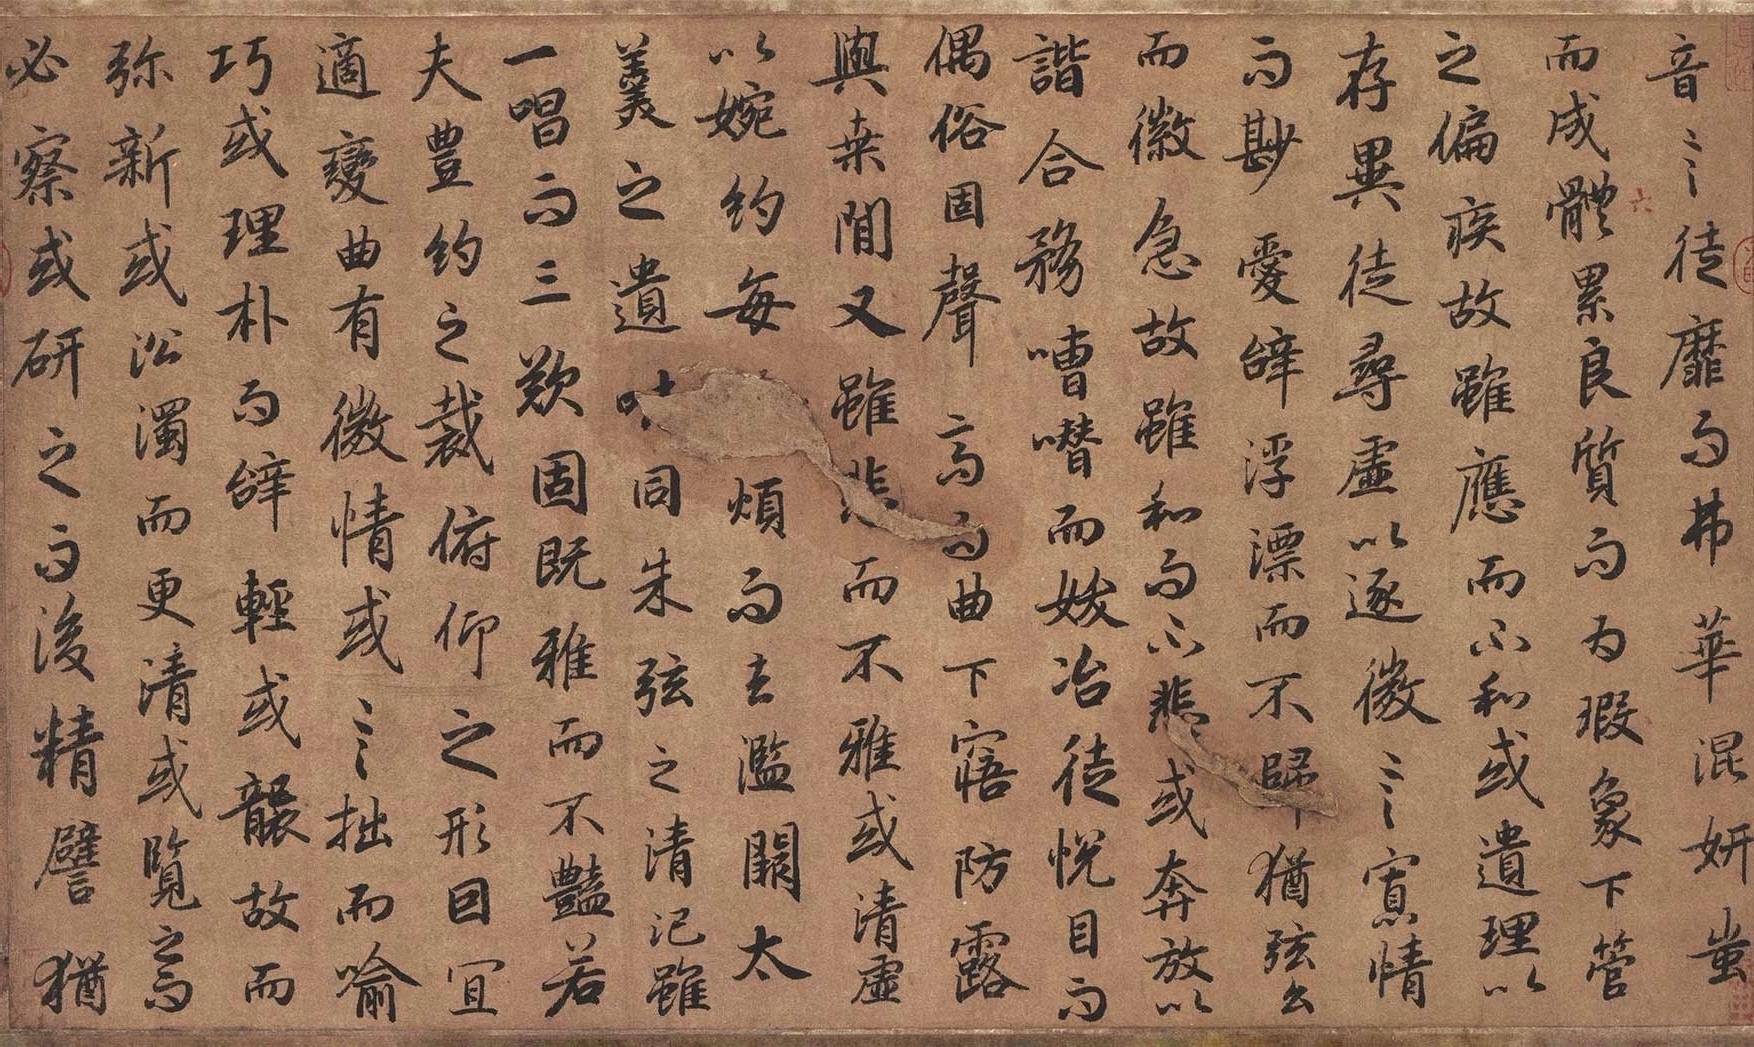 音言徒靡而弗華混妍蚩
而成體累良質而為瑕象下管
之偏疾故雖應而不和或遺理以
存異徒尋虛以逐微言寡情
而尠愛辭浮漂而不歸猶弦么
而徽急故雖和而不悲或奔放以
諧合務嘈噆而妖冶徒悅目而
偶俗固聲高而曲下寤防露
與桑間又雖悲而不雅或清虛
以婉約每煩而去濫闕太
羹之遺同朱弦之清汜雖
一唱而三歎固既雅而不豔若
夫豐約之裁俯仰之形因宜
適變曲有微情或言拙而喻
巧或理朴而辭輕或襲故而
弥新或沿濁而更清或覽之而
必察或研之而後精譬猶